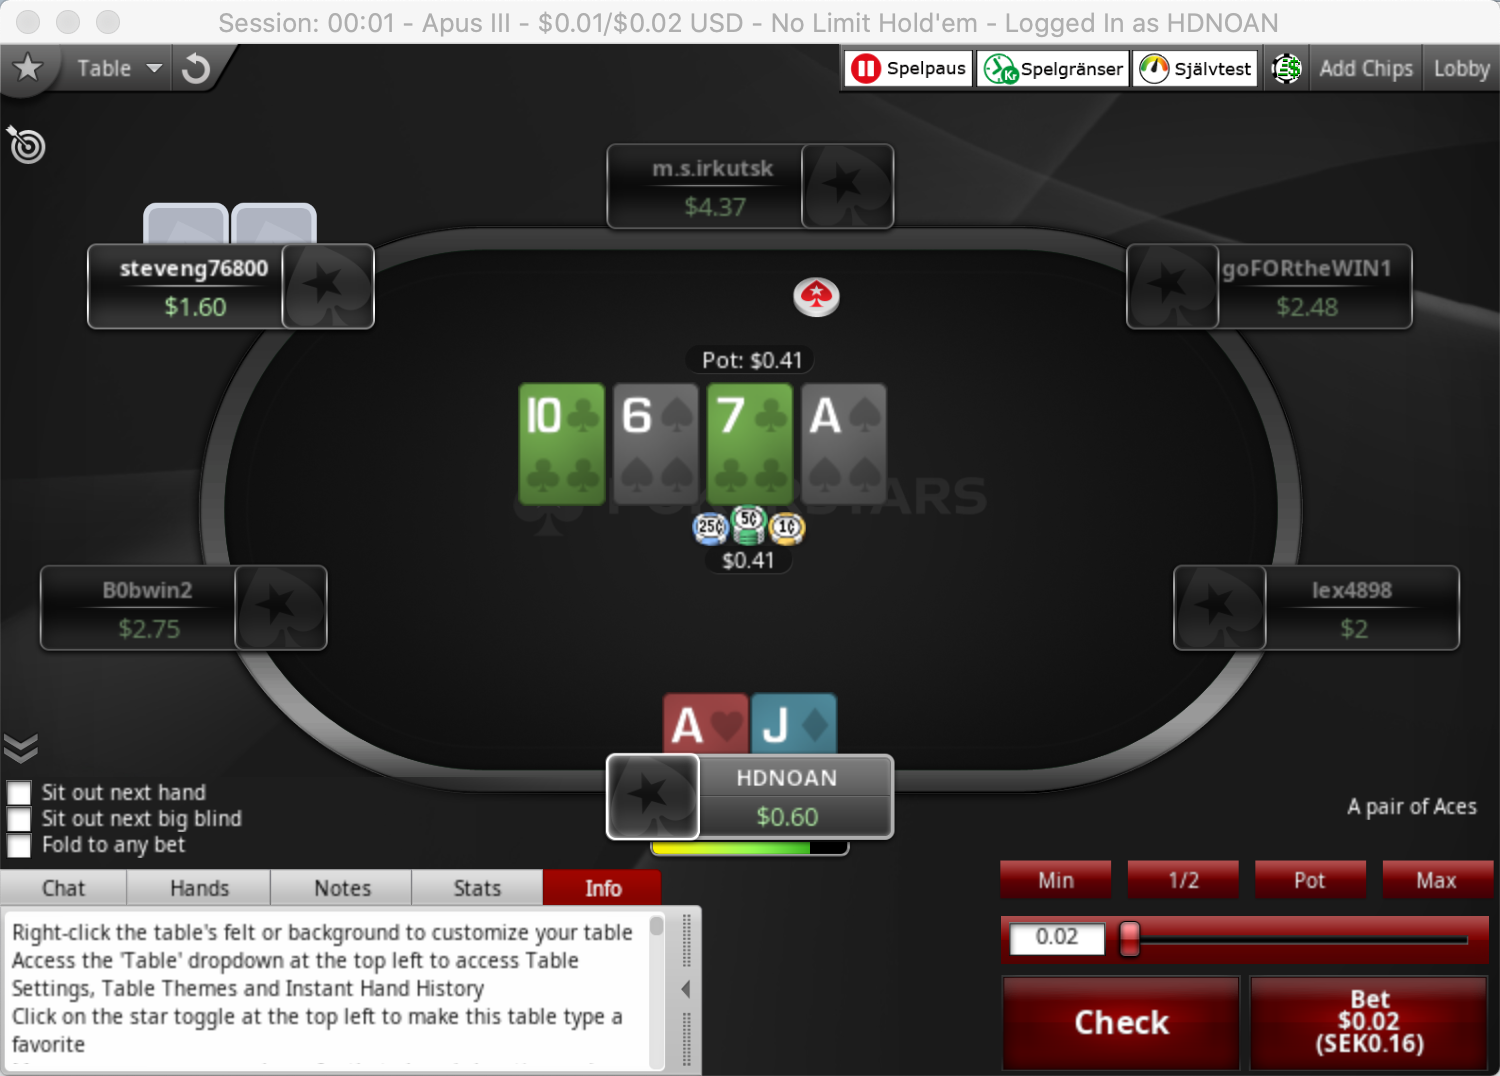 Session: 00:01 - Apus III - $0.01/$0.02 USD - No Limit Hold'em - Logged In as HDNOAN
Table
Spelpaus
Kr
Spelgränser
Självtest
Add Chips
Lobby
m.s.irkutsk
$4.37
steveng76800
$1.60
goFORtheWIN1
$2.48
Pot: $0.41
10
6
7
A
25¢
5¢
1¢
$0.41
B0bwin2
$2.75
lex4898
$2
A
J
HDNOAN
$0.60
Sit out next hand
Sit out next big blind
Fold to any bet
A pair of Aces
Chat
Hands
Notes
Stats
Info
Min
1/2
Pot
Max
0.02
Right-click the table's felt or background to customize your table
Access the 'Table' dropdown at the top left to access Table
Settings, Table Themes and Instant Hand History
Click on the star toggle at the top left to make this table type a
favorite
Check
Bet
$0.02
(SEK0.16)